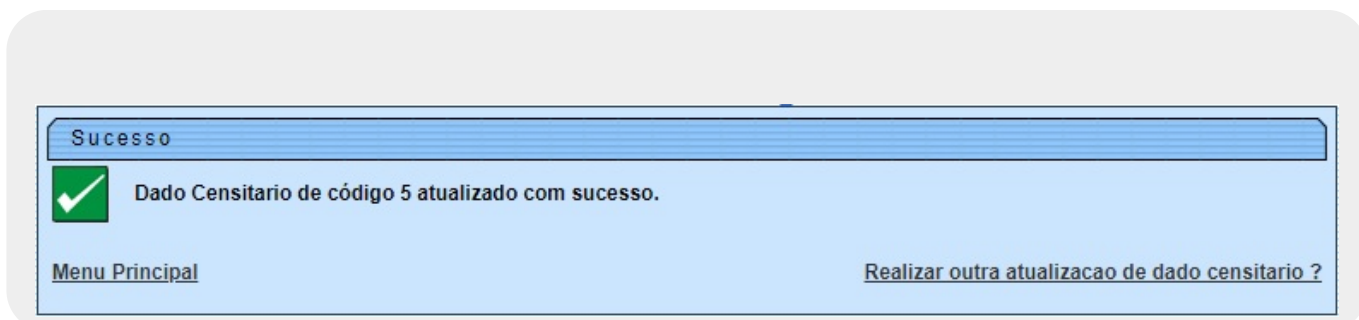 Sucesso
Dado Censitario de código 5 atualizado com sucesso.
Menu Principal
Realizar outra atualizacao de dado censitario ?